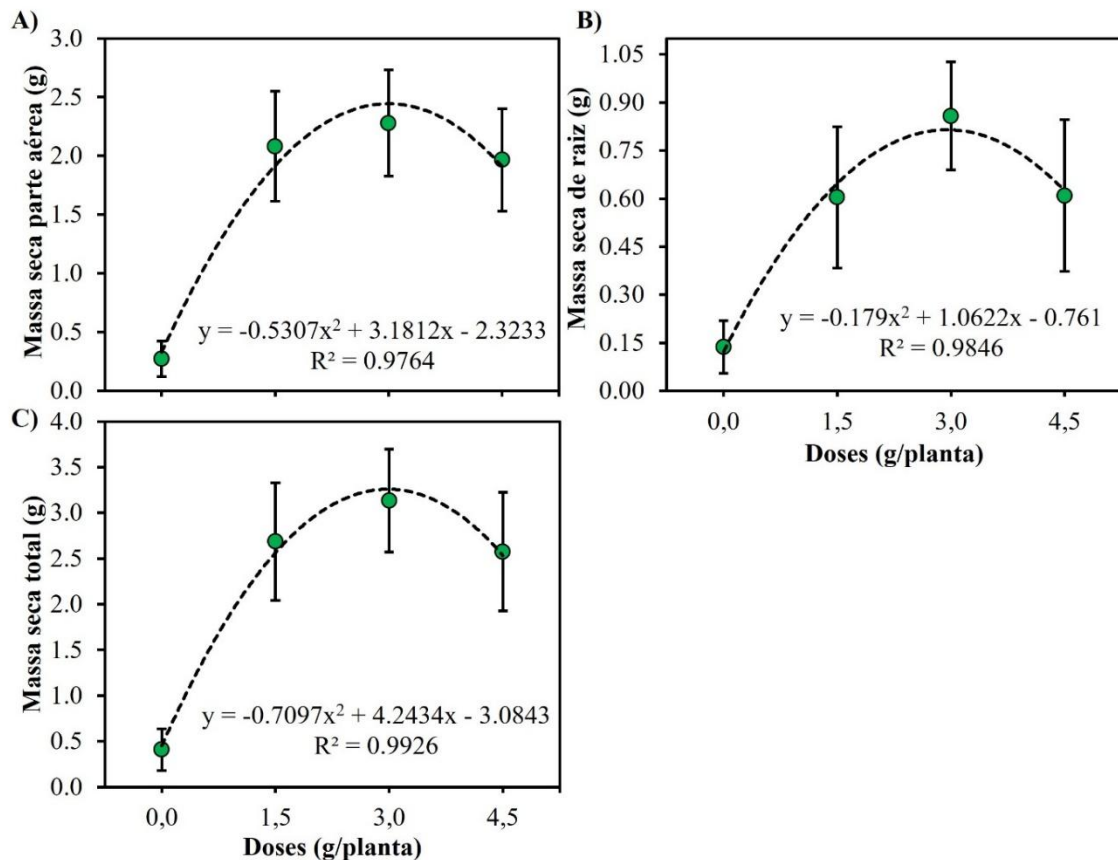 A)
Massa seca parte aérea (g)
3.0
2.5
2.0
1.5
1.0
0.5
0.0
y = -0.5307x² + 3.1812x - 2.3233
R² = 0.9764
B)
Massa seca de raiz (g)
1.05
0.90
0.75
0.60
0.45
0.30
0.15
0.00
y = -0.179x² + 1.0622x - 0.761
R² = 0.9846
0,0 1,5 3,0 4,5
Doses (g/planta)
C)
Massa seca total (g)
4.0
3.5
3.0
2.5
2.0
1.5
1.0
0.5
0.0
y = -0.7097x² + 4.2434x - 3.0843
R² = 0.9926
0,0 1,5 3,0 4,5
Doses (g/planta)